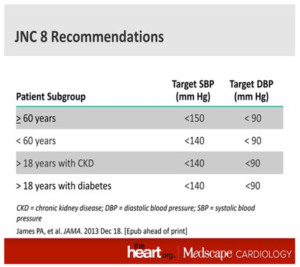 JNC 8 Recommendations
Patient Subgroup Target SBP (mm Hg) Target DBP (mm Hg)
≥ 60 years <150 < 90
< 60 years <140 < 90
> 18 years with CKD <140 <90
> 18 years with diabetes <140 <90
CKD = chronic kidney disease; DBP = diastolic blood pressure; SBP = systolic blood
pressure
James PA, et al. JAMA. 2013 Dec 18. [Epub ahead of print]
theheart.org Medscape CARDIOLOGY